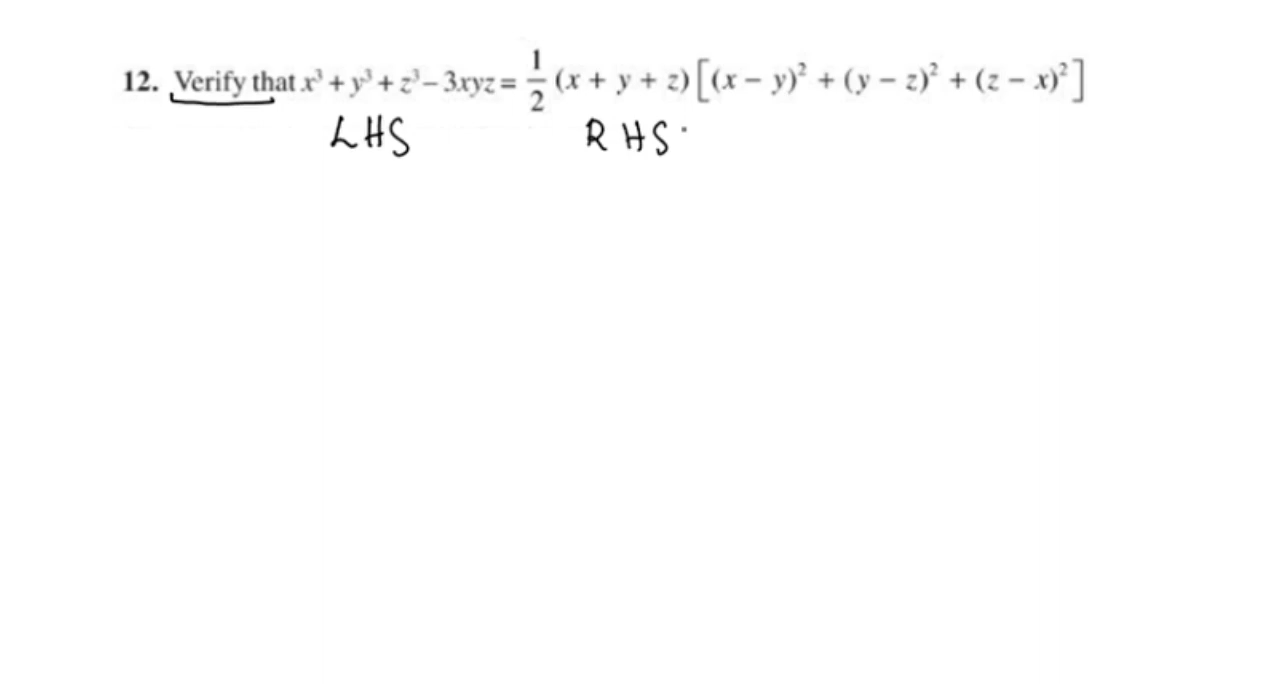 12. Verify that x³ + y³ + z³ – 3xyz = 1/2 (x + y + z) [(x – y)² + (y – z)² + (z – x)²]
LHS RHS.